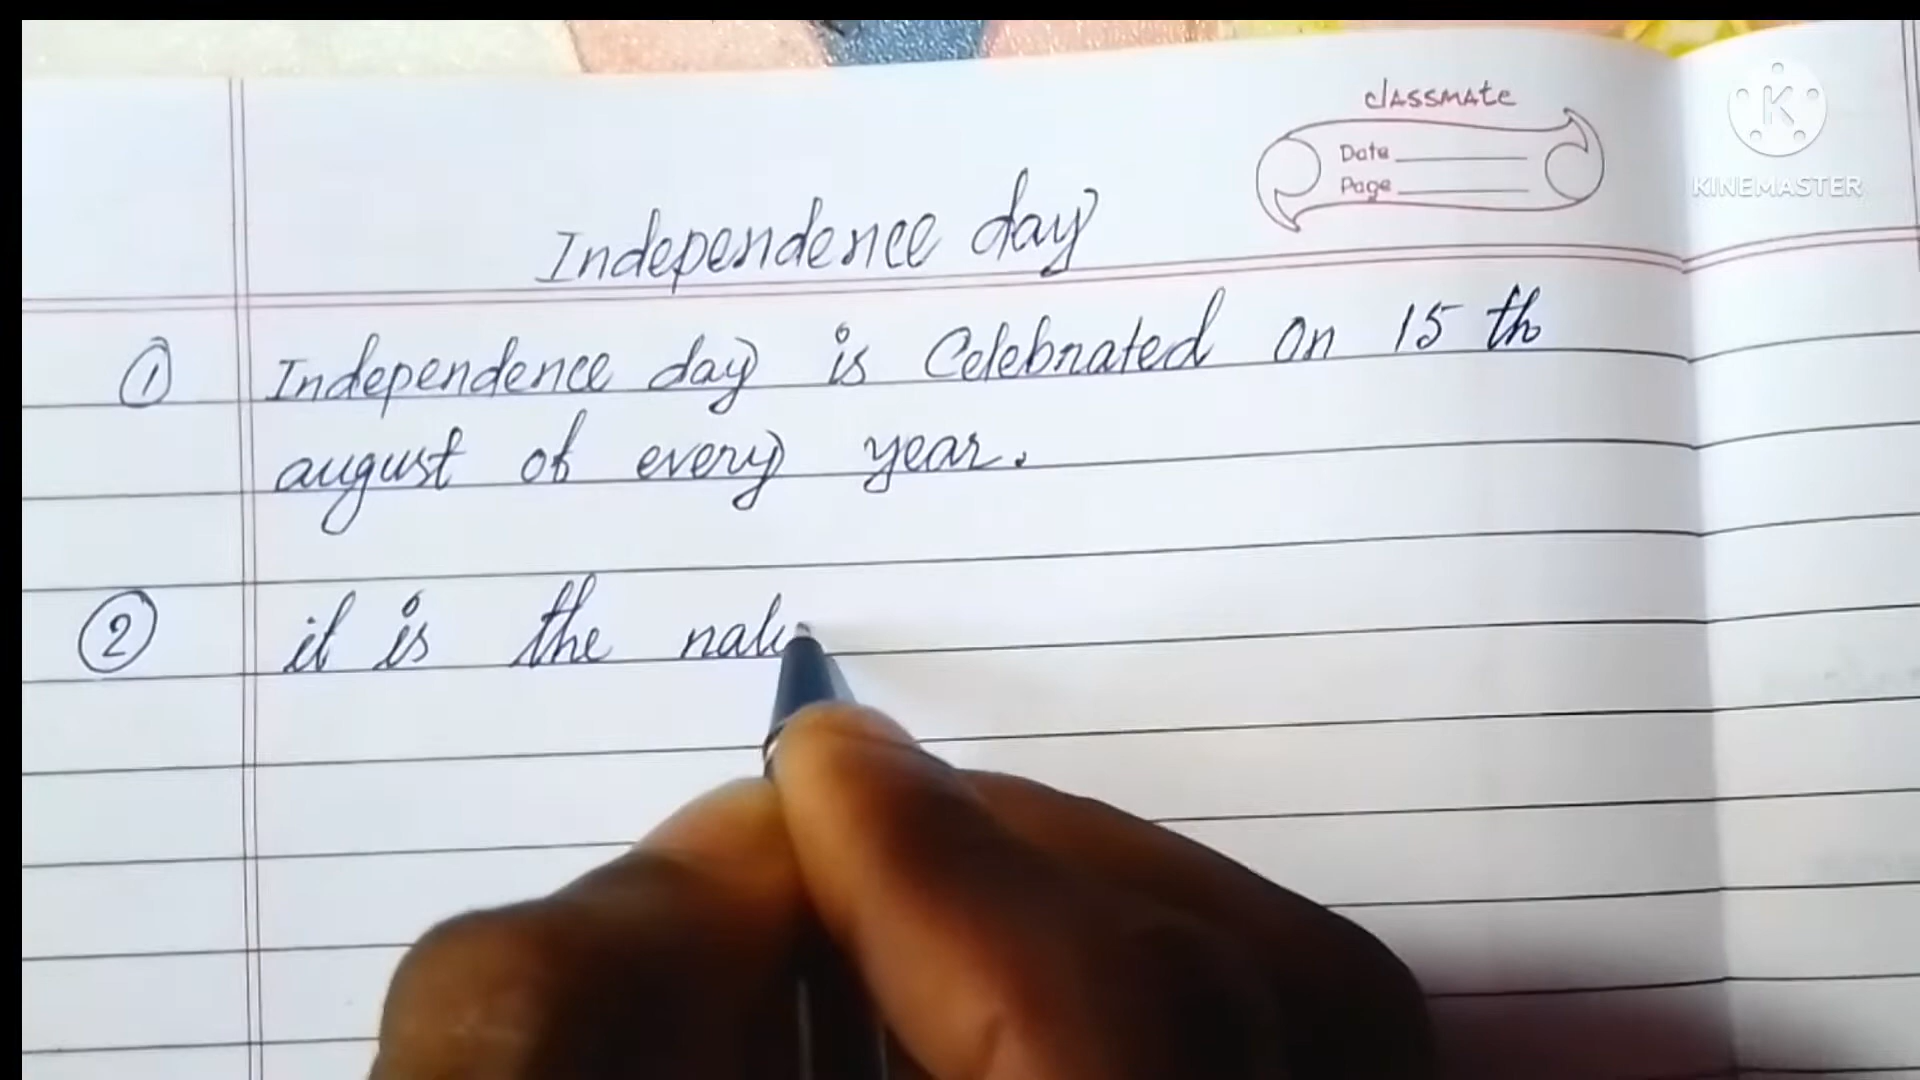 classmate
Date
Page
KINEMASTER
Independence day
① Independence day is Celebrated on 15 th
august of every year.
② it is the